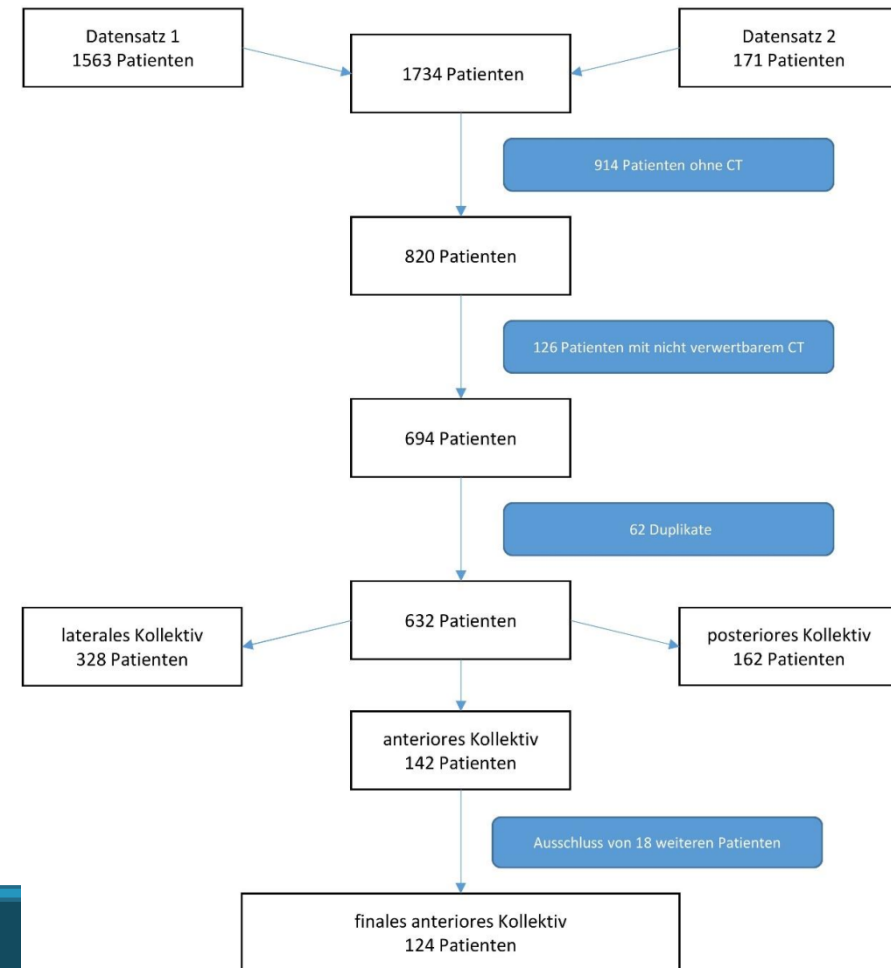 Datensatz 1
1563 Patienten
Datensatz 2
171 Patienten
1734 Patienten
914 Patienten ohne CT
820 Patienten
126 Patienten mit nicht verwertbarem CT
694 Patienten
62 Duplikate
632 Patienten
laterales Kollektiv
328 Patienten
posteriores Kollektiv
162 Patienten
anteriores Kollektiv
142 Patienten
Ausschluss von 18 weiteren Patienten
finales anteriores Kollektiv
124 Patienten